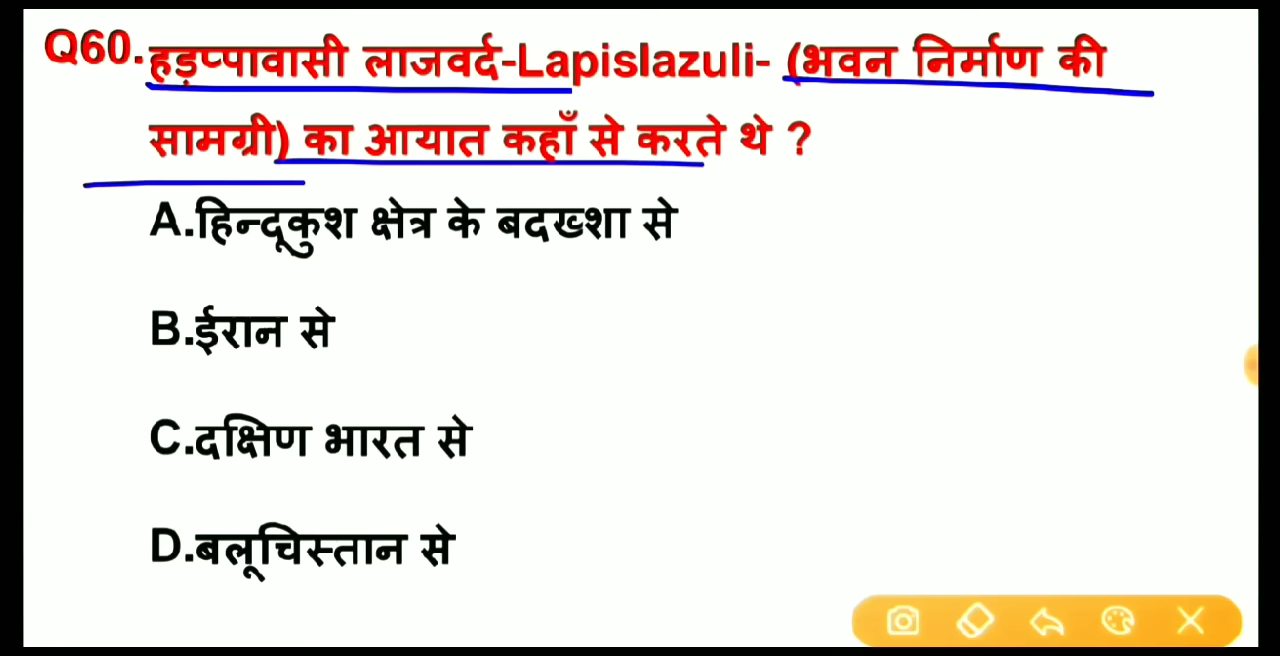 Q60. हड़प्पावासी लाजवर्द-Lapislazuli- (भवन निर्माण की
सामग्री) का आयात कहाँ से करते थे ?
A.हिन्दूकुश क्षेत्र के बदख्शा से
B.ईरान से
C.दक्षिण भारत से
D.बलूचिस्तान से